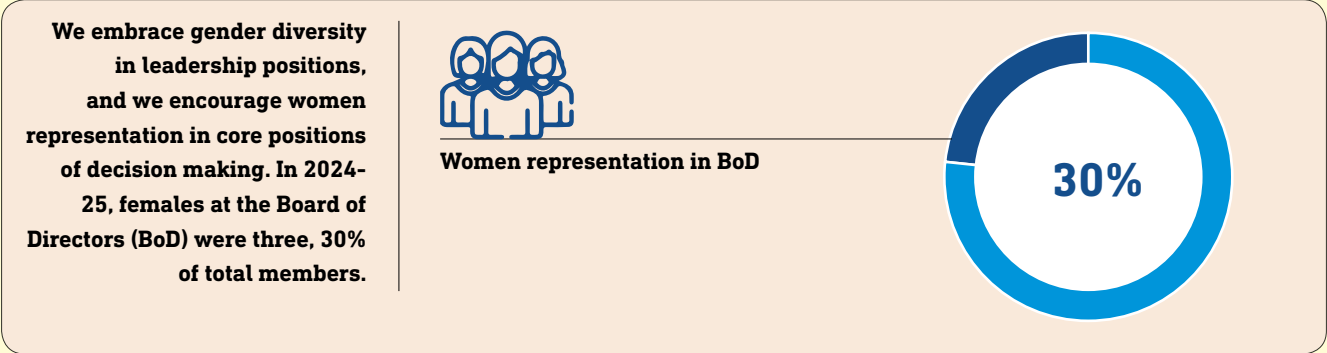 We embrace gender diversity
in leadership positions,
and we encourage women
representation in core positions
of decision making. In 2024-
25, females at the Board of
Directors (BoD) were three, 30%
of total members.
Women representation in BoD
30%